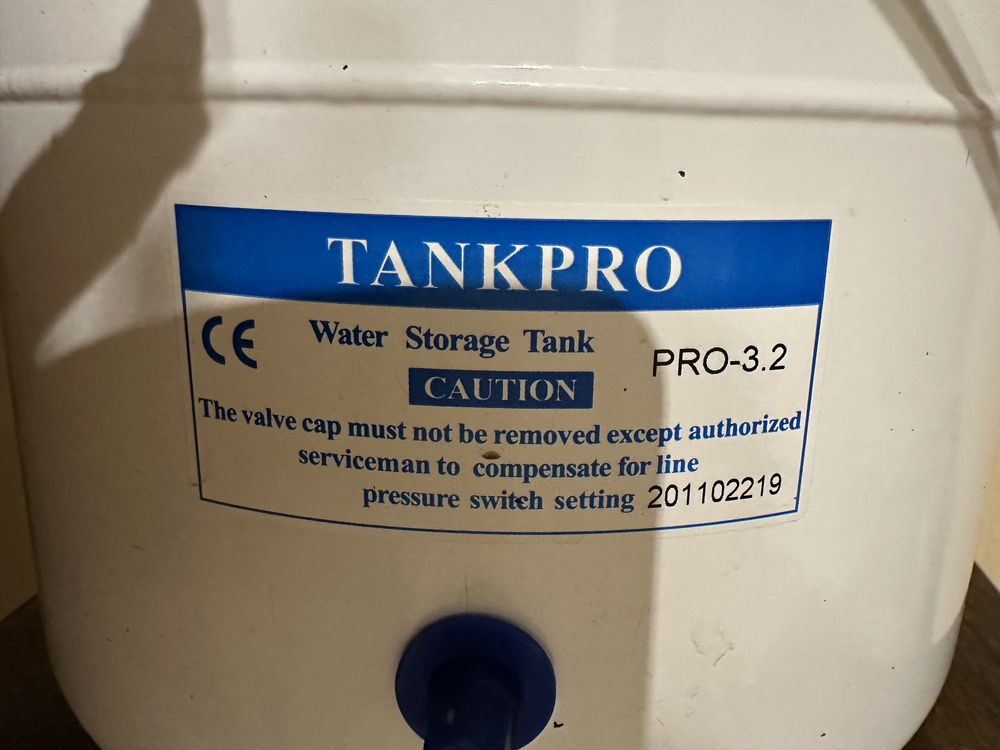 TANKPRO
CE
Water Storage Tank
PRO-3.2
CAUTION
The valve cap must not be removed except authorized
serviceman to compensate for line
pressure switch setting 201102219